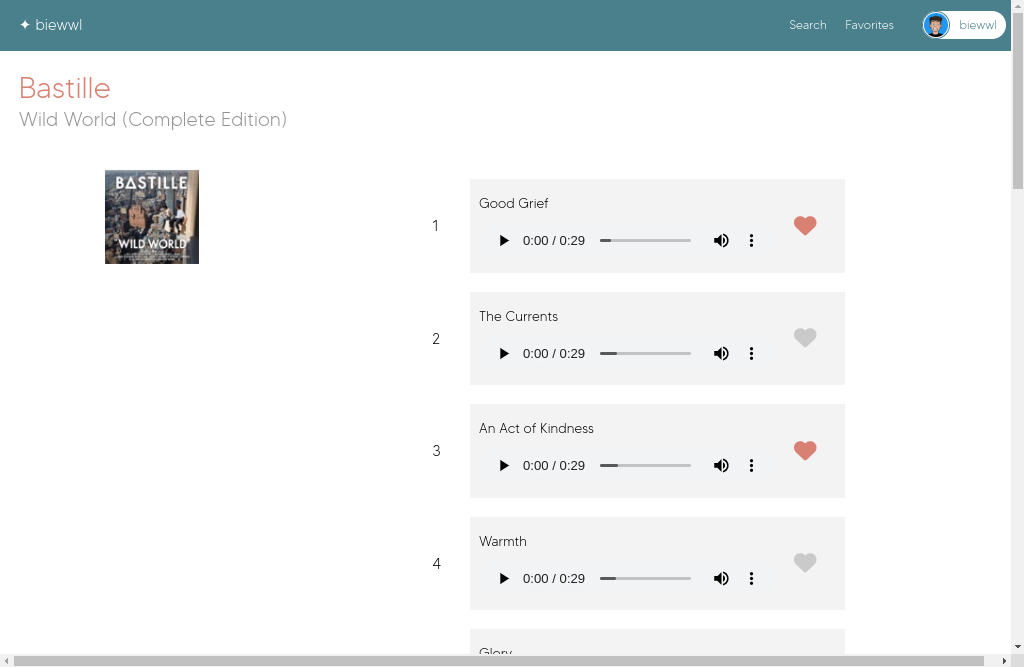 ✦ biewwl
Search
Favorites
biewwl
Bastille
Wild World (Complete Edition)
BASTILLE
"WILD WORLD"
1
Good Grief
0:00 / 0:29
2
The Currents
0:00 / 0:29
3
An Act of Kindness
0:00 / 0:29
4
Warmth
0:00 / 0:29
Glory